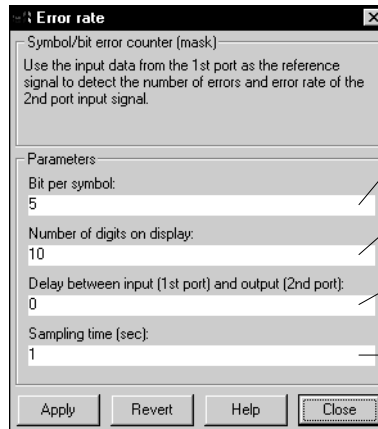 Error rate
Symbol/bit error counter (mask)
Use the input data from the 1st port as the reference
signal to detect the number of errors and error rate of the
2nd port input signal.
Parameters
Bit per symbol:
5
Number of digits on display:
10
Delay between input (1st port) and output (2nd port):
0
Sampling time (sec):
1
Apply Revert Help Close